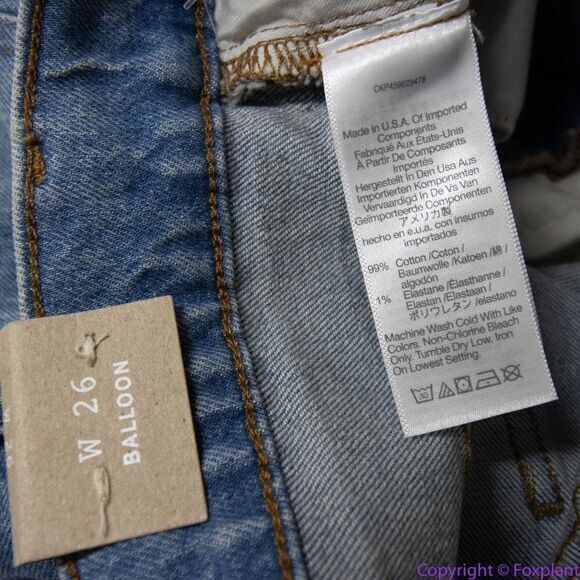 CKP459623478
Made In U.S.A. Of Imported
Components
Fabriqué Aux États-Unis
À Partir De Composants
Importés
Hergestellt In Den Usa Aus
Importierten Komponenten
Vervaardigd In De Vs Van
Geïmporteerde Componenten
アメリカ製
hecho en e.u.a. con insumos
importados
99% Cotton /Coton /
Baumwolle /Katoen /綿/
algodón
1% Elastane /Élasthanne /
Elastan /Elastaan /
ポリウレタン /elastano
Machine Wash Cold With Like
Colors. Non-Chlorine Bleach
Only. Tumble Dry Low. Iron
On Lowest Setting.
30
W 26
BALLOON
Copyright © Foxplant